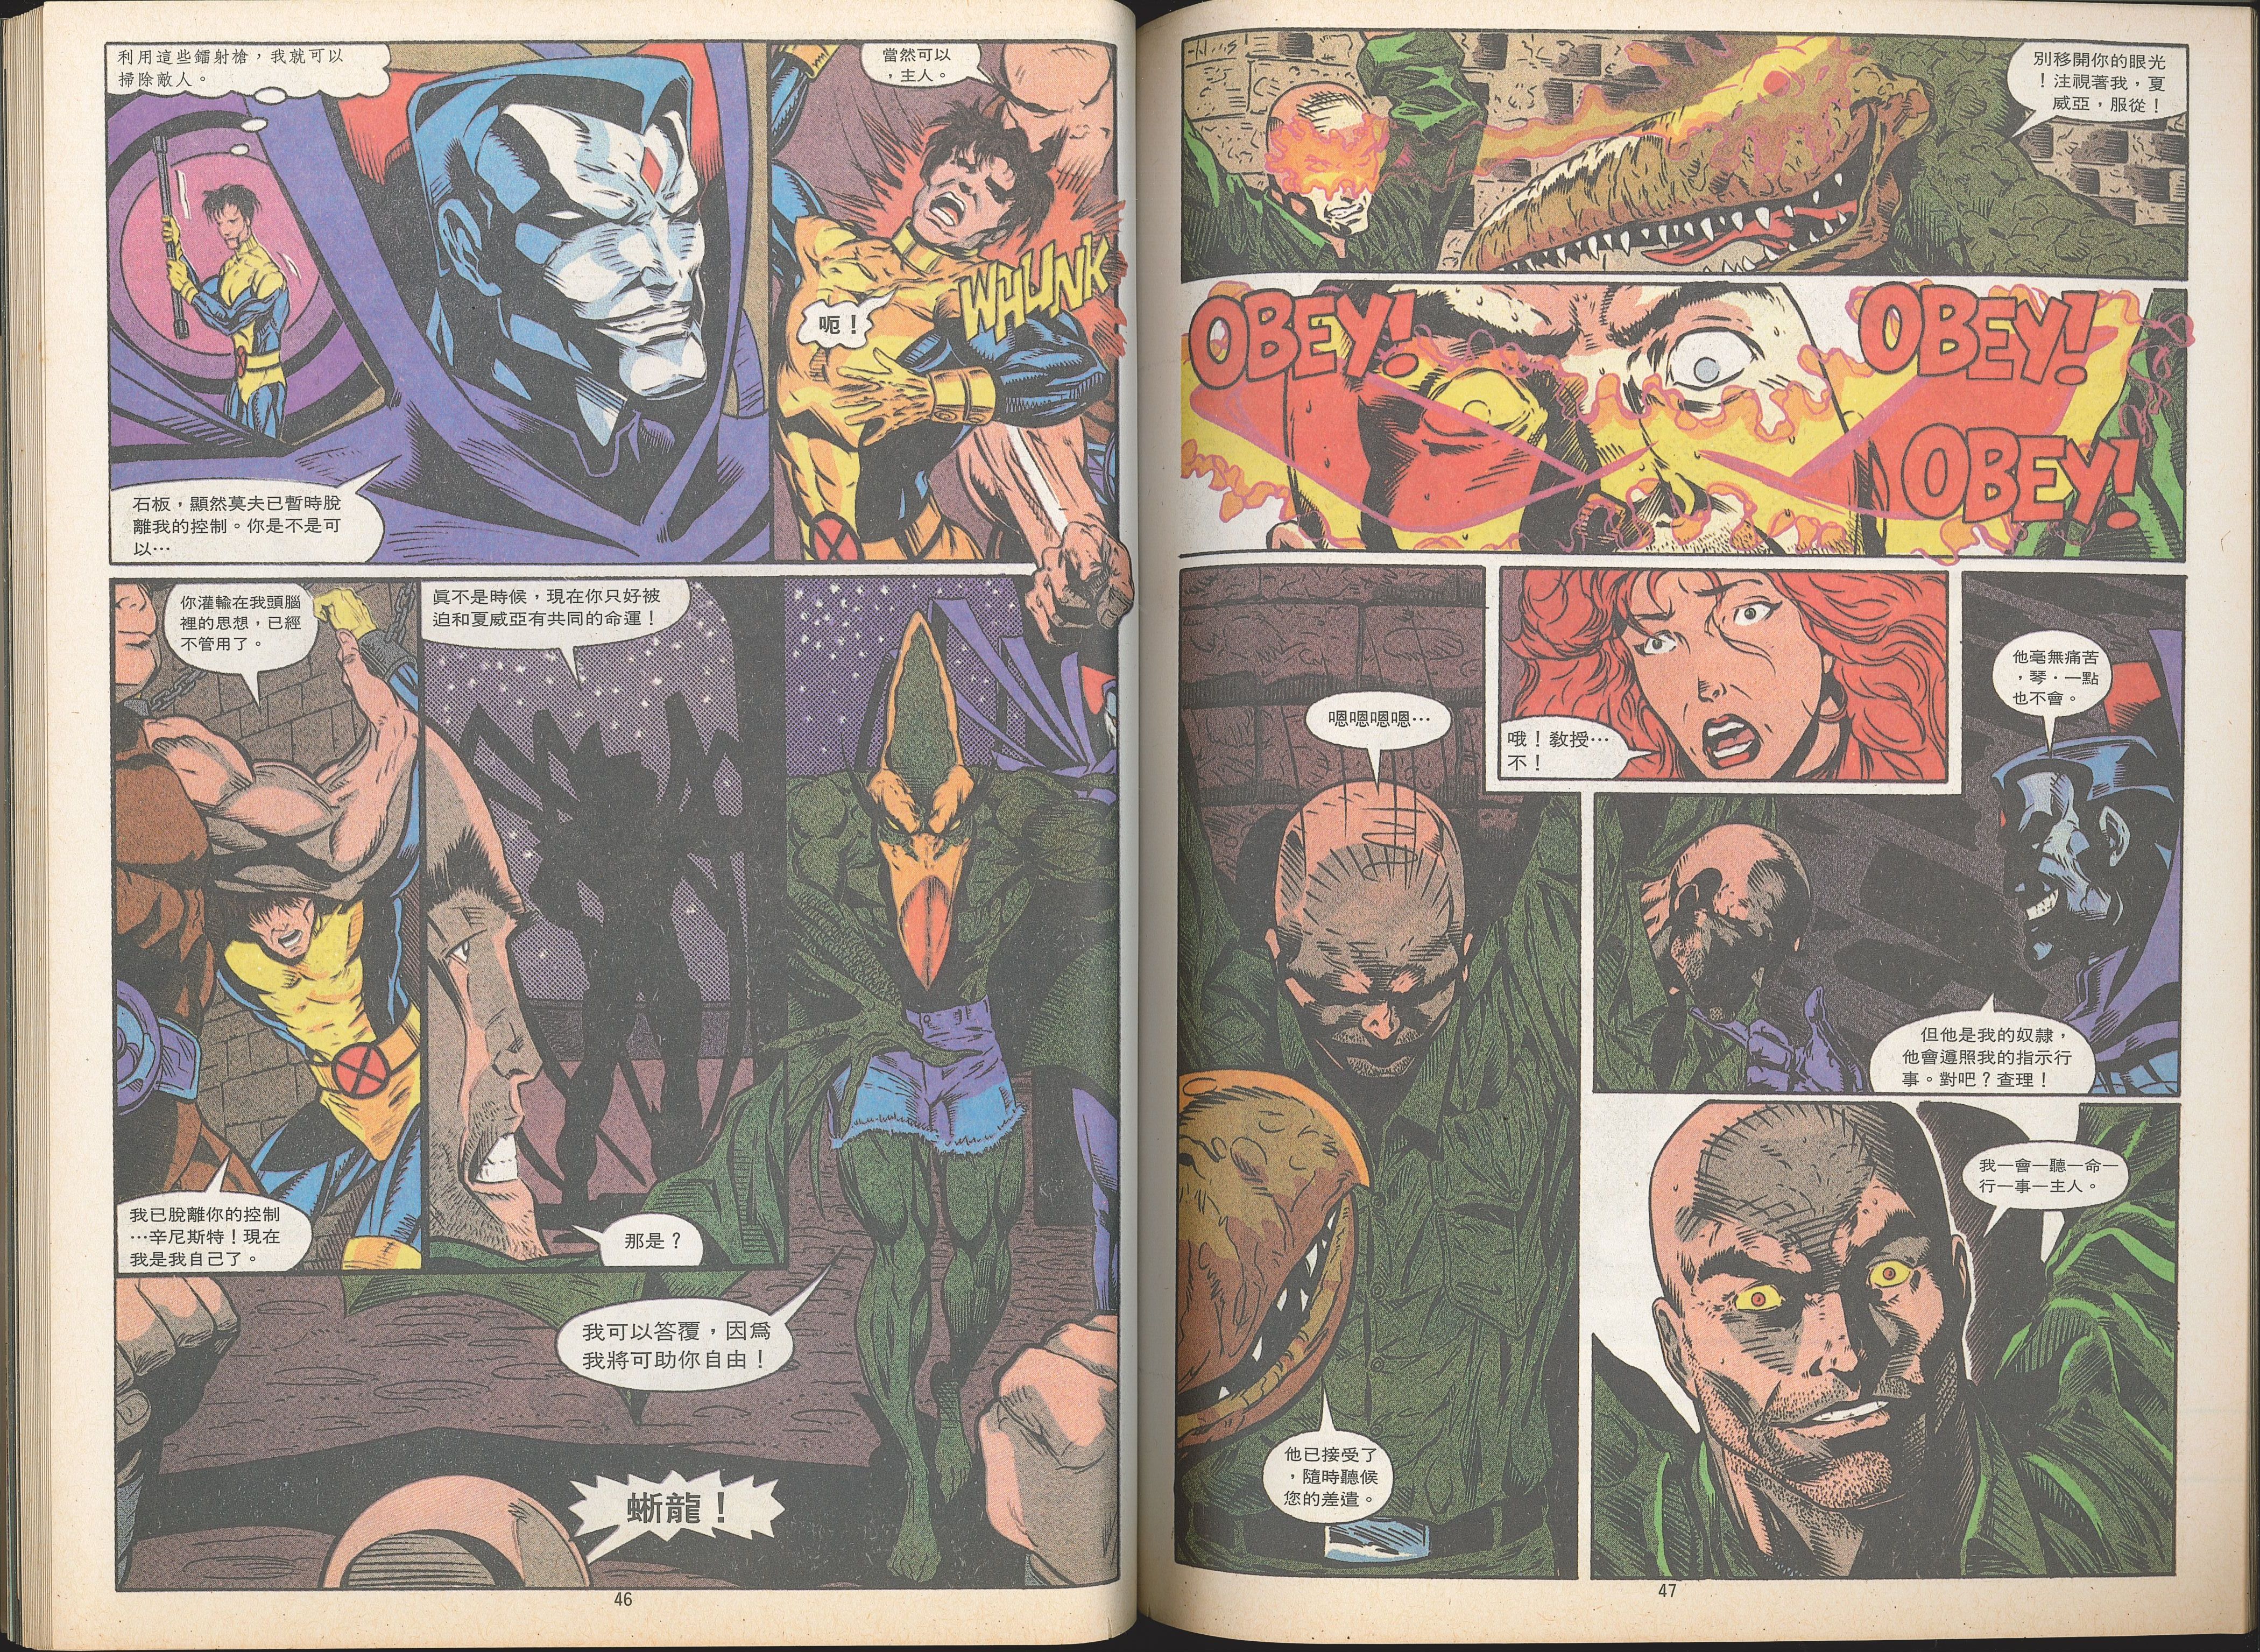 利用這些鐳射槍，我就可以
掃除敵人。
石板，顯然莫夫已暫時脫
離我的控制。你是不是可
以…
當然可以
，主人。
呃！
WHUNK
你灌輸在我頭腦
裡的思想，已經
不管用了。
我已脫離你的控制
…辛尼斯特！現在
我是我自己了。
真不是時候，現在你只好被
迫和夏威亞有共同的命運！
那是？
我可以答覆，因為
我將可助你自由！
蜥龍！
46
別移開你的眼光
！注視著我，夏
威亞，服從！
OBEY!
OBEY!
OBEY!
嗯嗯嗯嗯…
他已接受了
，隨時聽候
您的差遣。
哦！教授…
不！
他毫無痛苦
，琴．一點
也不會。
但他是我的奴隸，
他會遵照我的指示行
事。對吧？查理！
我—會—聽—命—
行—事—主人。
47